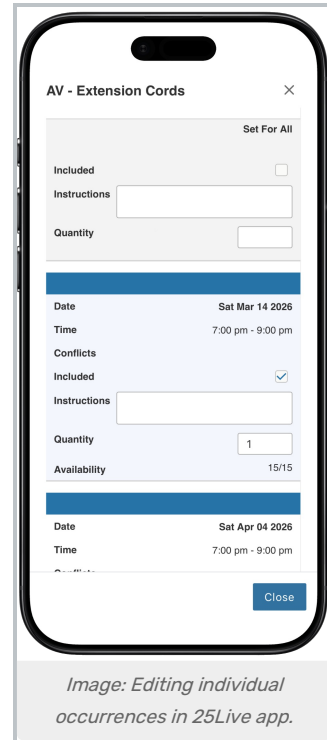 AV - Extension Cords
Set For All
Included
Instructions
Quantity
Date Sat Mar 14 2026
Time 7:00 pm - 9:00 pm
Conflicts
Included
Instructions
Quantity 1
Availability 15/15
Date Sat Apr 04 2026
Time 7:00 pm - 9:00 pm
Conflicts
Close
Image: Editing individual
occurrences in 25Live app.